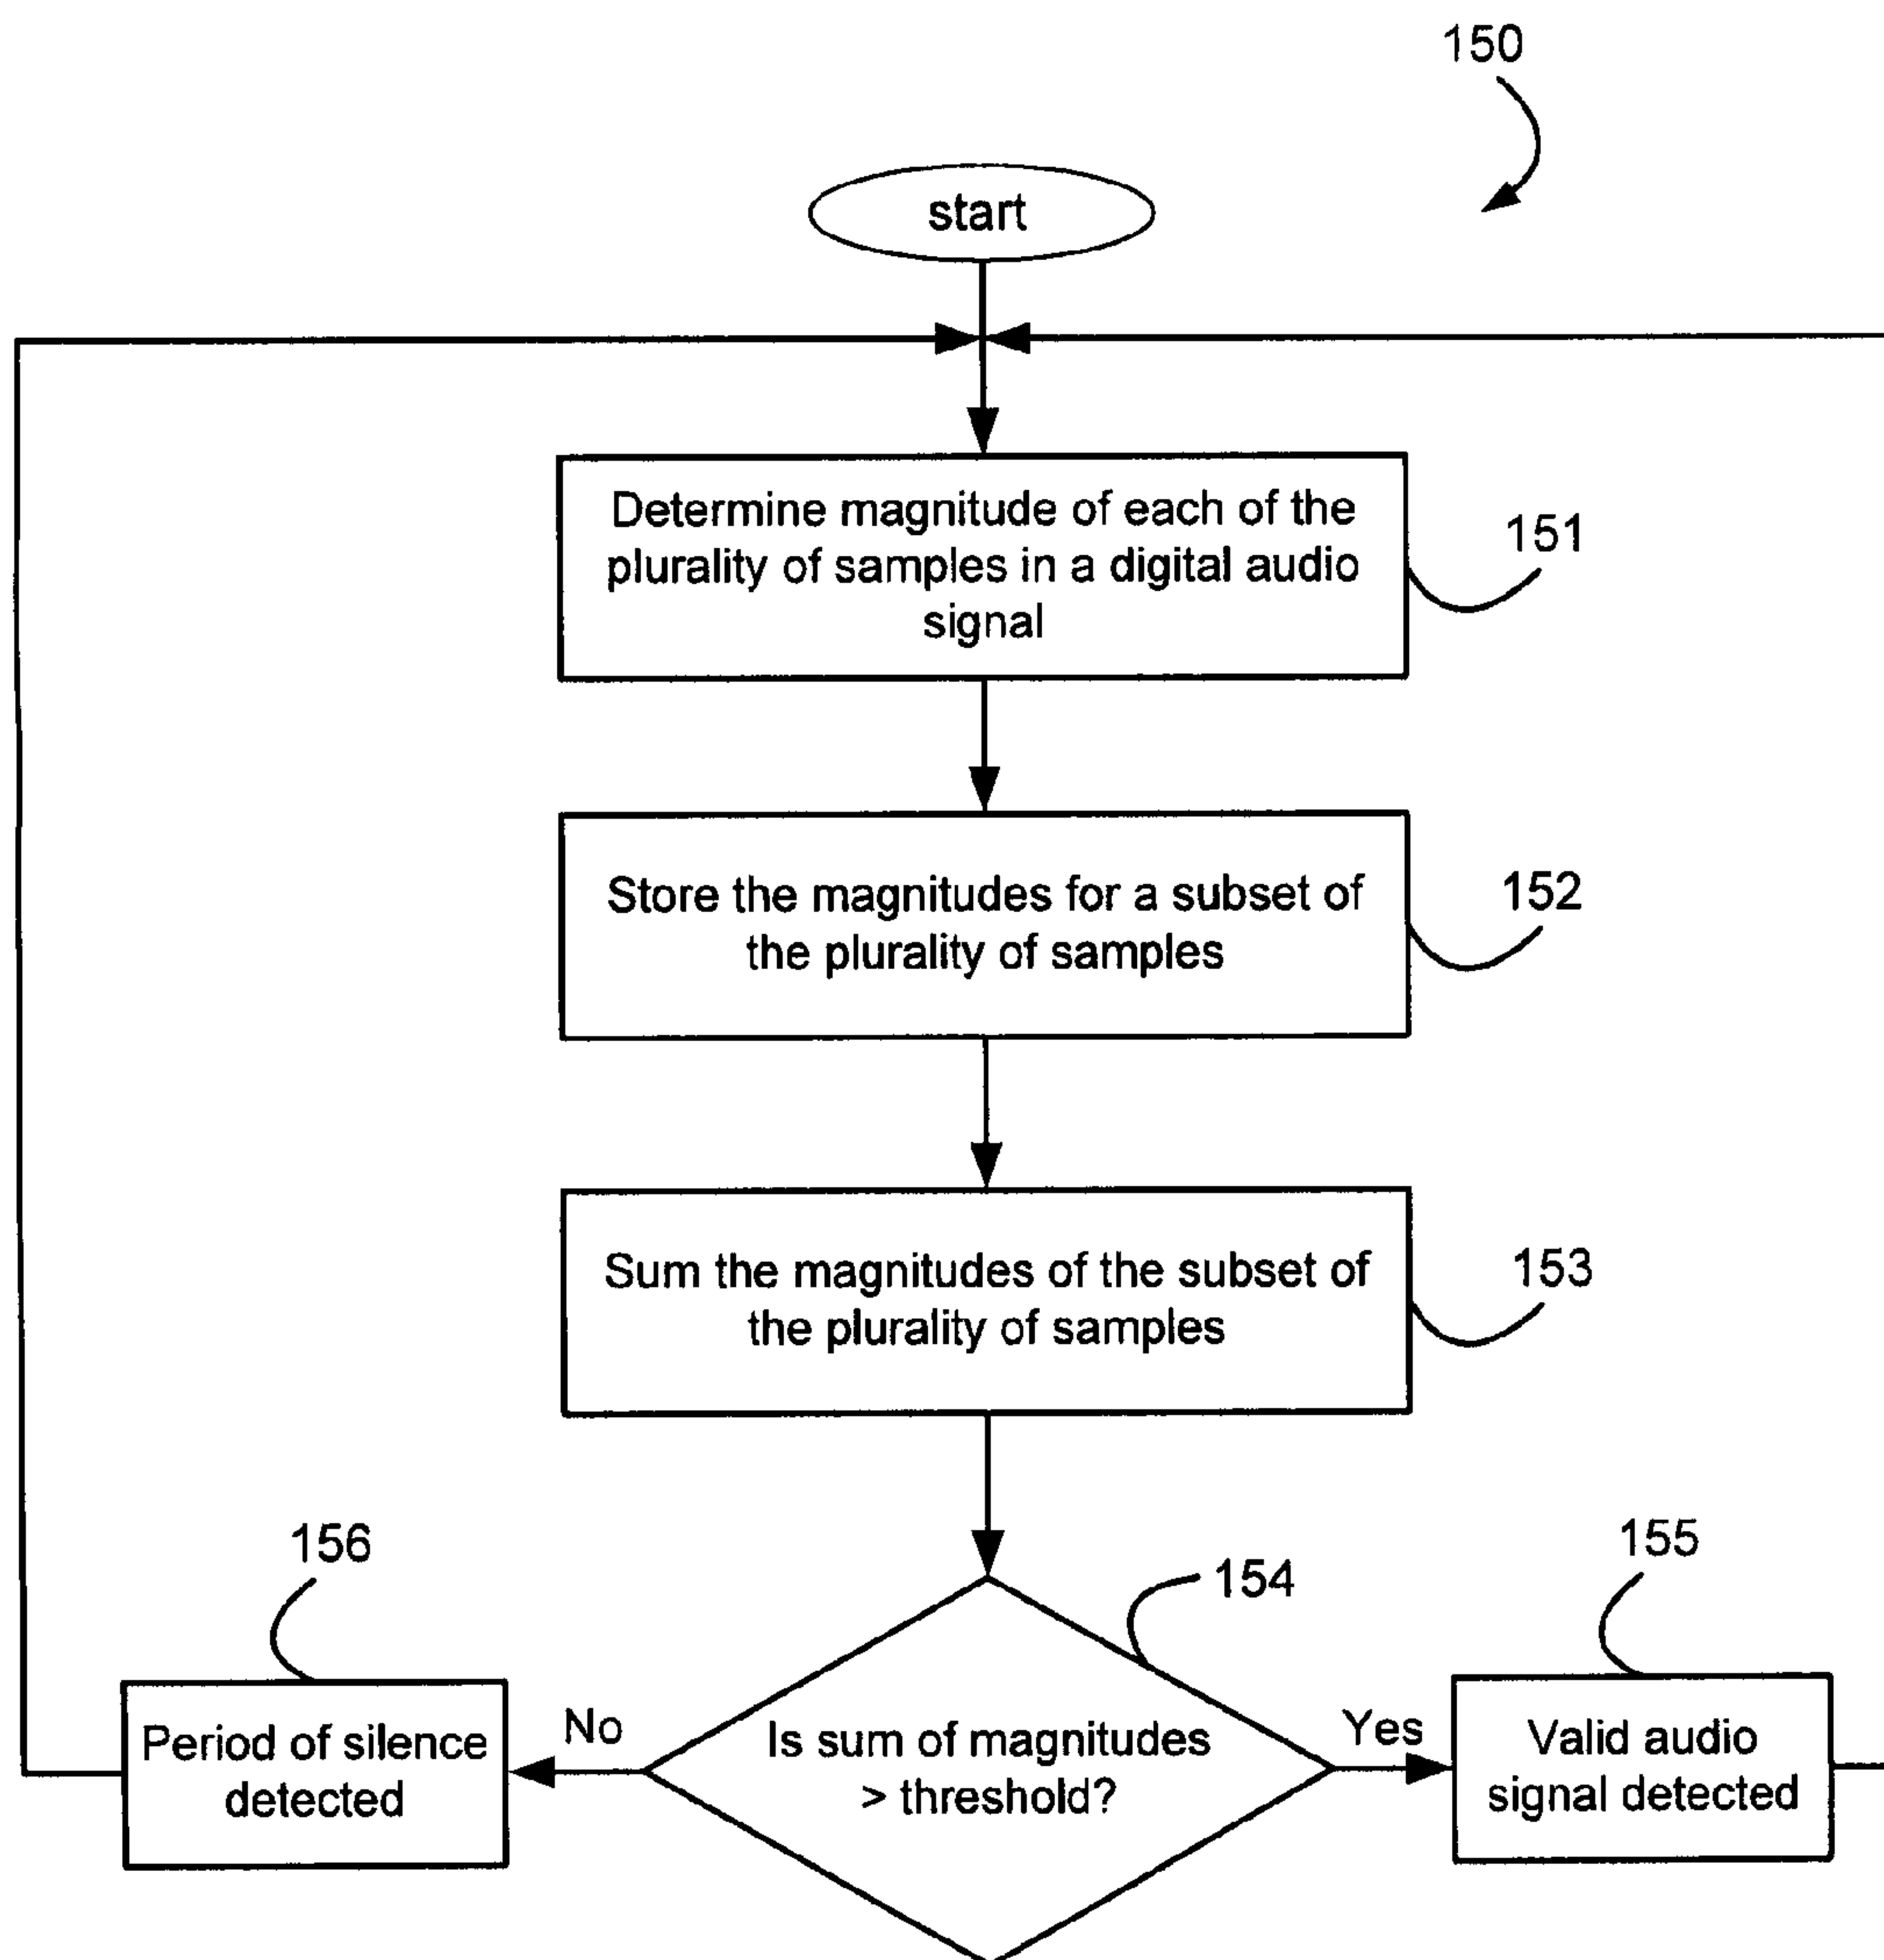 150
start
Determine magnitude of each of the
plurality of samples in a digital audio
signal
151
Store the magnitudes for a subset of
the plurality of samples
152
Sum the magnitudes of the subset of
the plurality of samples
153
154
156
155
Period of silence
detected
No
Is sum of magnitudes
> threshold?
Yes
Valid audio
signal detected